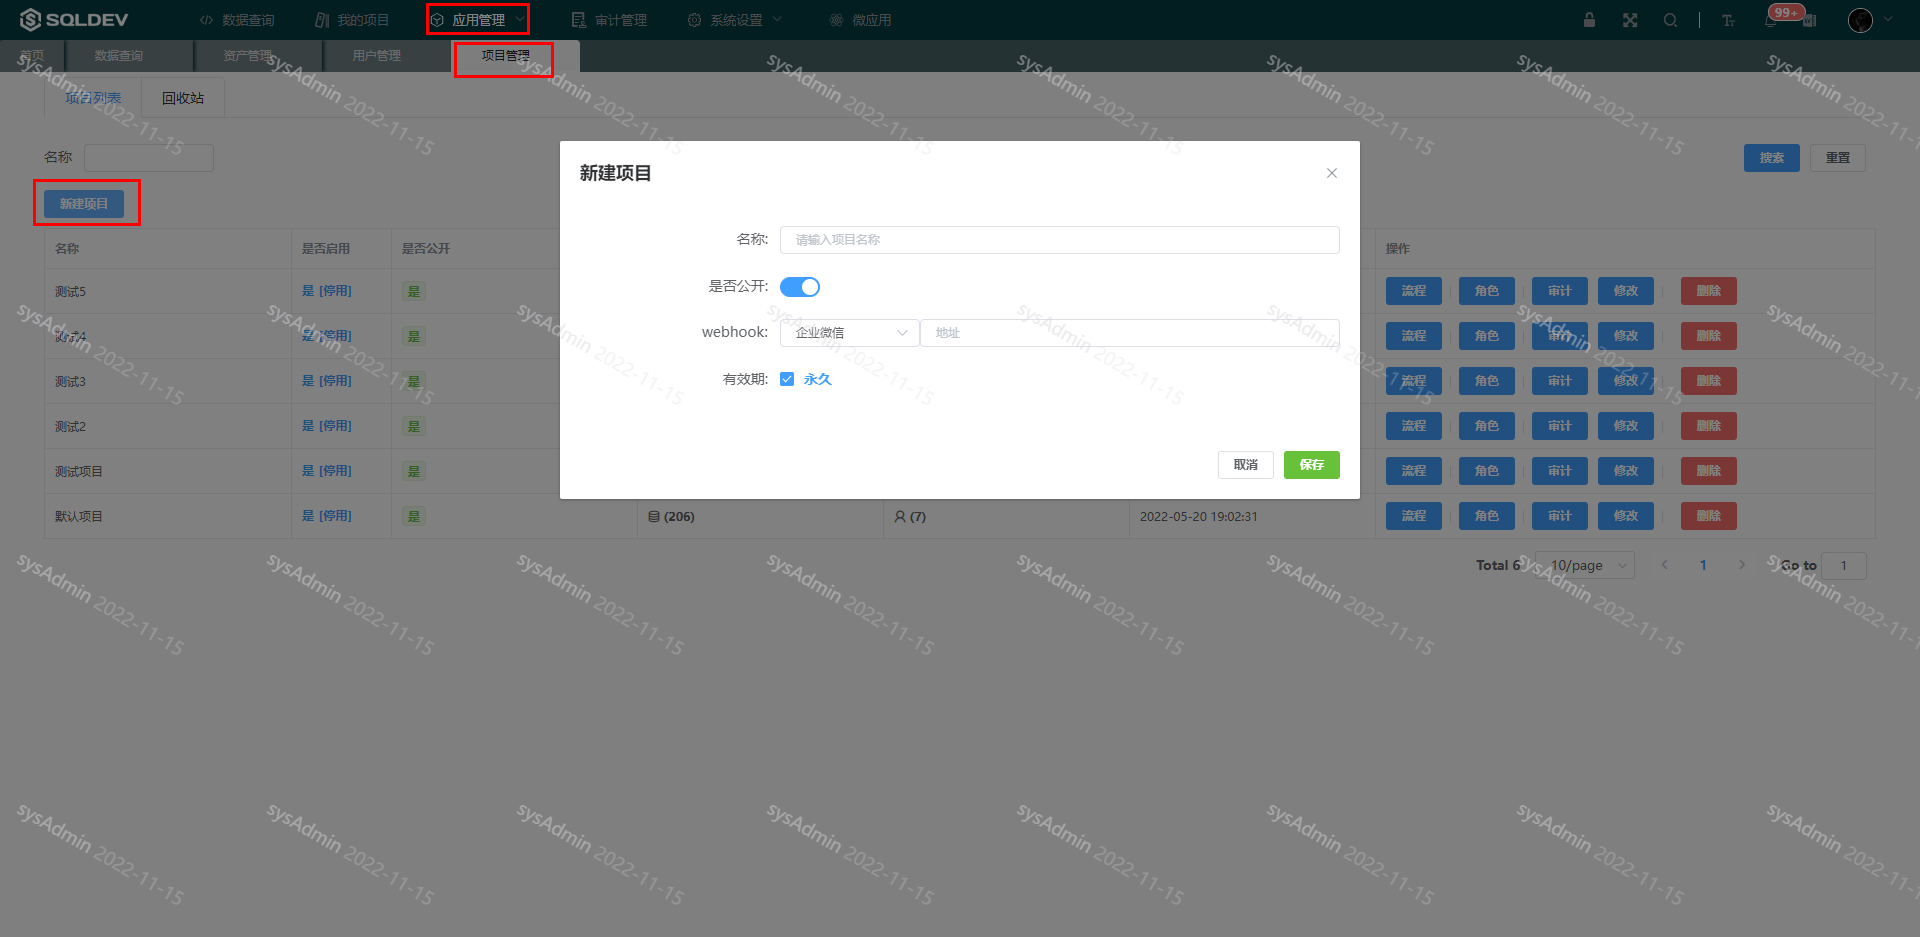 SQLDEV 数据查询 我的项目 应用管理 审计管理 系统设置 微应用 99+
首页 数据查询 资产管理 用户管理 项目管理
项目列表 回收站
名称 搜索 重置
新建项目
名称 是否启用 是否公开 操作
测试5 是 [停用] 是 流程 角色 审计 修改 删除
测试4 是 [停用] 是 流程 角色 审计 修改 删除
测试3 是 [停用] 是 流程 角色 审计 修改 删除
测试2 是 [停用] 是 流程 角色 审计 修改 删除
测试项目 是 [停用] 是 流程 角色 审计 修改 删除
默认项目 是 [停用] 是 (206) (7) 2022-05-20 19:02:31 流程 角色 审计 修改 删除
Total 6 10/page 1 Go to 1
新建项目
名称: 请输入项目名称
是否公开:
webhook: 企业微信 地址
有效期: 永久
取消 保存
sysAdmin 2022-11-15